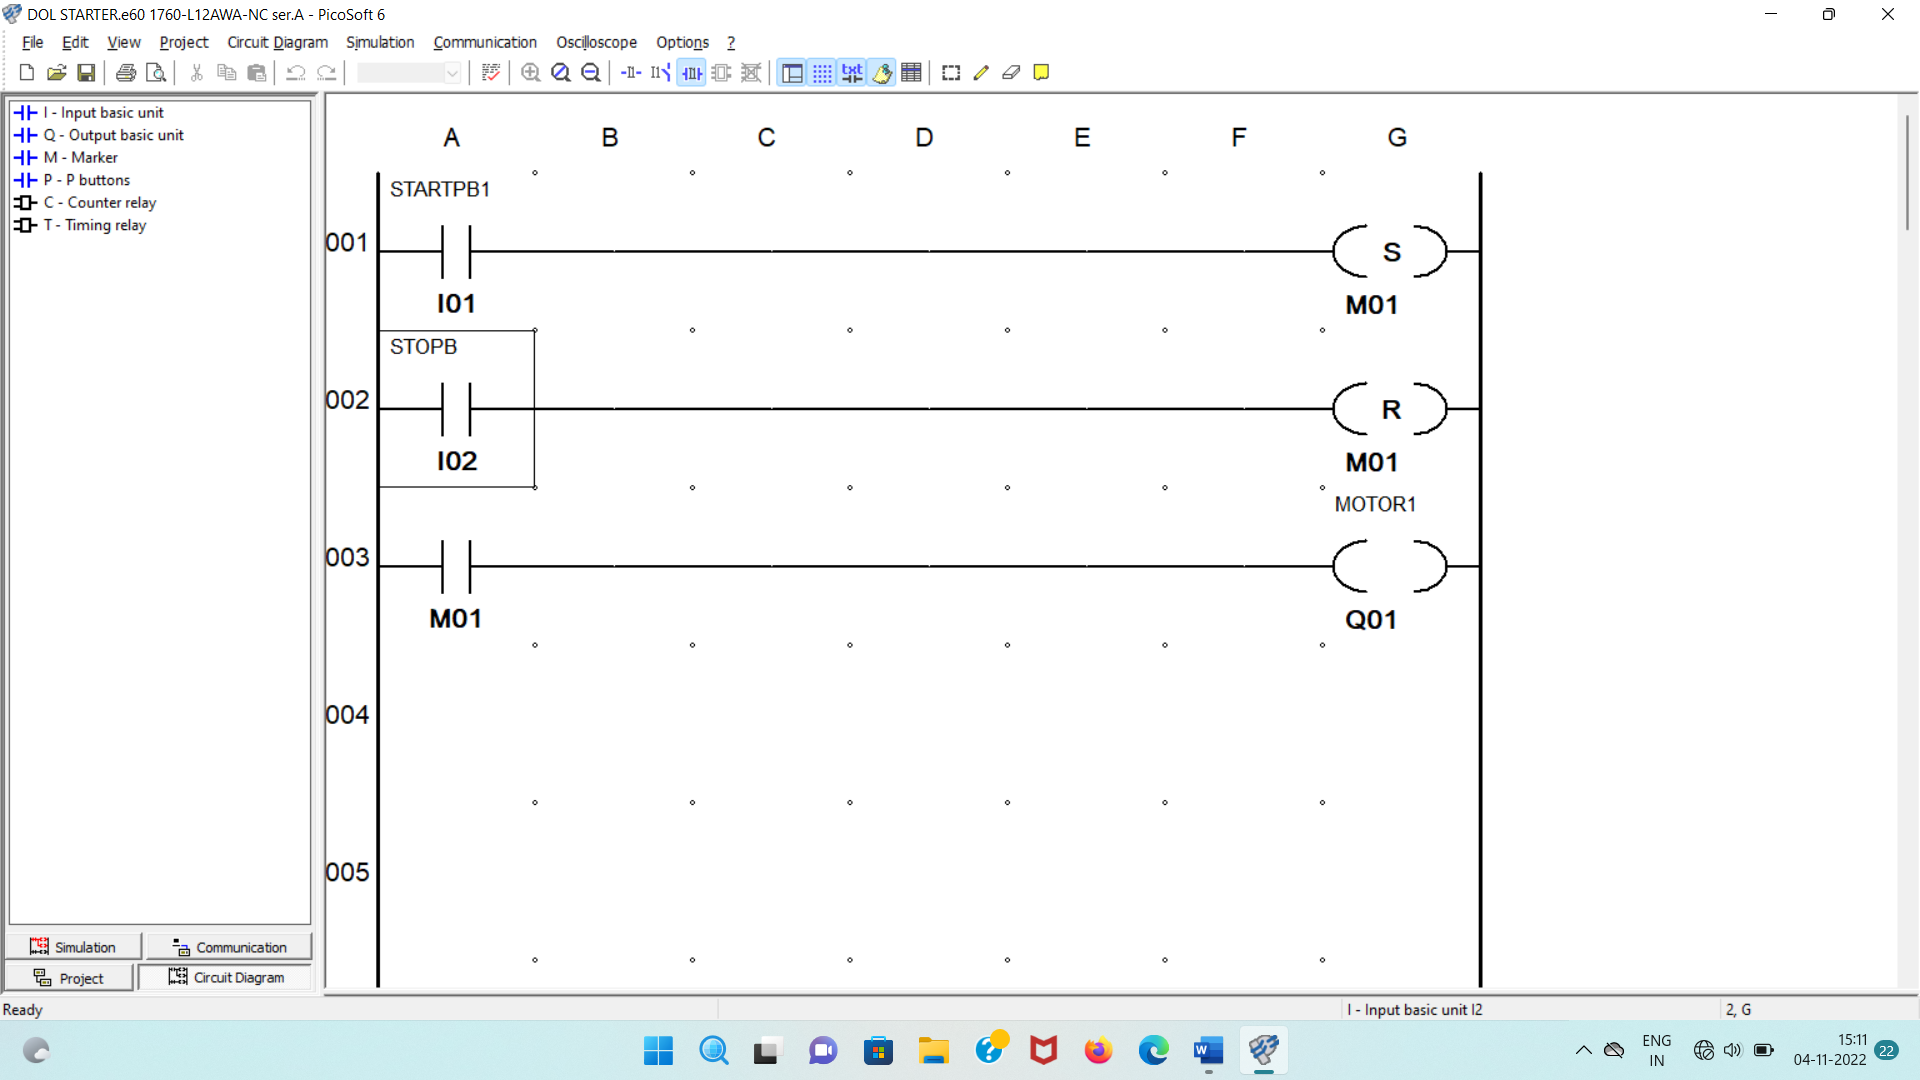 DOL STARTER.e60 1760-L12AWA-NC ser.A - PicoSoft 6
File Edit View Project Circuit Diagram Simulation Communication Oscilloscope Options ?
txt
I - Input basic unit
Q - Output basic unit
M - Marker
P - P buttons
C - Counter relay
T - Timing relay
A B C D E F G
STARTPB1
001 S
I01 M01
STOPB
002 R
I02 M01
MOTOR1
003
M01 Q01
004
005
Simulation Communication
Project Circuit Diagram
Ready I - Input basic unit I2 2, G
W
ENG
IN
15:11
04-11-2022
22